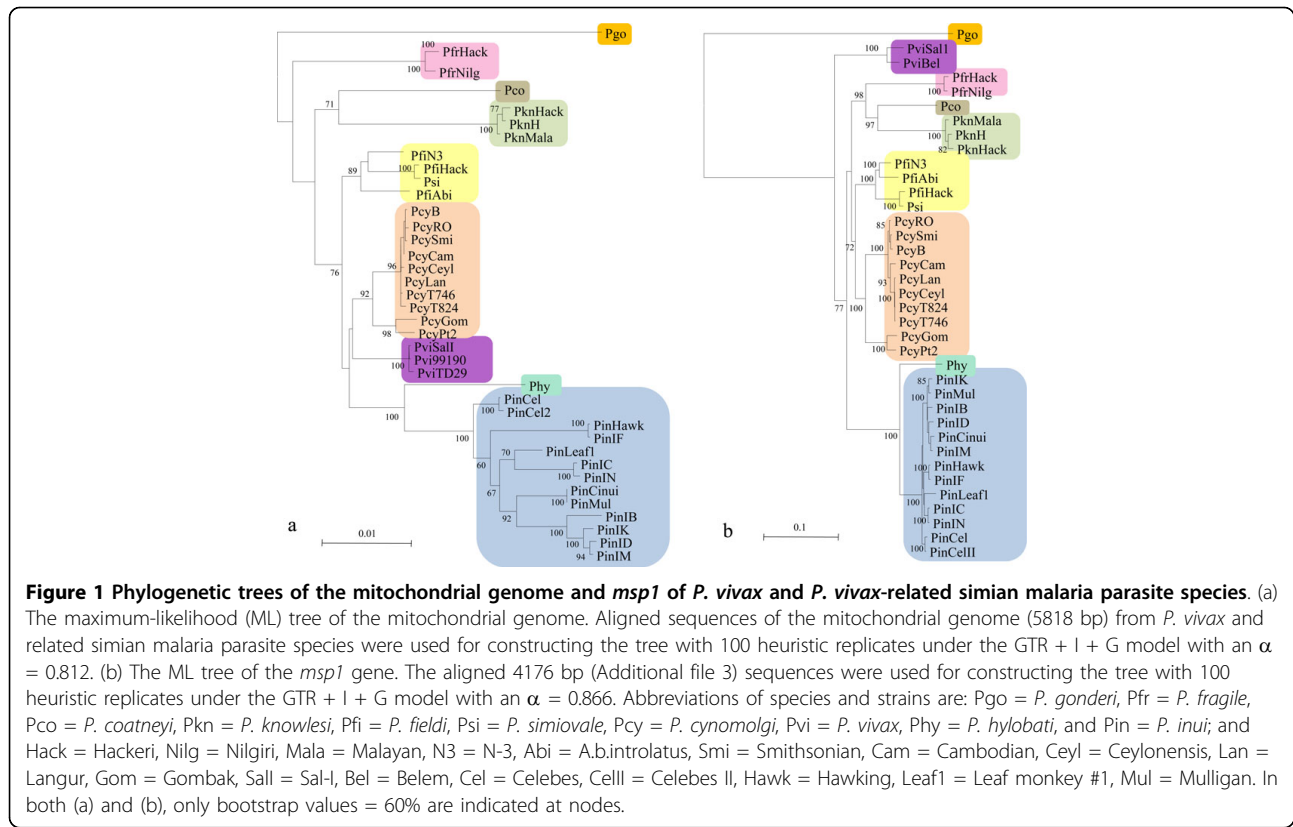 Pgo
100
PfrHack
100
PfrNilg
Pco
71
77
PknHack
PknH
100
PknMala
PfiN3
89
100
PfiHack
Psi
PfiAbi
PcyB
PcyRO
PcySmi
PcyCam
96
PcyCeyl
PcyLan
PcyT746
PcyT824
92
PcyGom
98
PcyPt2
76
PviSalI
Pvi99190
100
PviTD29
Phy
100
PinCel
100
PinCel2
100
100
PinHawk
PinIF
60
70
PinLeaf1
PinIC
100
PinIN
67
PinCinui
100
PinMul
92
PinIB
PinIK
100
PinID
94
PinIM
a
0.01
Pgo
100
PviSal1
PviBel
PfrHack
100
PfrNilg
98
Pco
97
PknMala
100
PknH
82
PknHack
100
PfiN3
100
PfiAbi
PfiHack
100
Psi
72
85
PcyRO
PcySmi
100
PcyB
PcyCam
93
PcyLan
PcyCeyl
100
PcyT824
PcyT746
77
100
PcyGom
100
PcyPt2
Phy
85
PinIK
100
PinMul
PinIB
PinID
PinCinui
PinIM
100
100
PinHawk
PinIF
PinLeaf1
100
PinIC
100
PinIN
PinCel
100
PinCelII
b
0.1
Figure 1 Phylogenetic trees of the mitochondrial genome and msp1 of P. vivax and P. vivax-related simian malaria parasite species. (a)
The maximum-likelihood (ML) tree of the mitochondrial genome. Aligned sequences of the mitochondrial genome (5818 bp) from P. vivax and
related simian malaria parasite species were used for constructing the tree with 100 heuristic replicates under the GTR + I + G model with an α
= 0.812. (b) The ML tree of the msp1 gene. The aligned 4176 bp (Additional file 3) sequences were used for constructing the tree with 100
heuristic replicates under the GTR + I + G model with an α = 0.866. Abbreviations of species and strains are: Pgo = P. gonderi, Pfr = P. fragile,
Pco = P. coatneyi, Pkn = P. knowlesi, Pfi = P. fieldi, Psi = P. simiovale, Pcy = P. cynomolgi, Pvi = P. vivax, Phy = P. hylobati, and Pin = P. inui; and
Hack = Hackeri, Nilg = Nilgiri, Mala = Malayan, N3 = N-3, Abi = A.b.introlatus, Smi = Smithsonian, Cam = Cambodian, Ceyl = Ceylonensis, Lan =
Langur, Gom = Gombak, SalI = Sal-I, Bel = Belem, Cel = Celebes, CelII = Celebes II, Hawk = Hawking, Leaf1 = Leaf monkey #1, Mul = Mulligan. In
both (a) and (b), only bootstrap values = 60% are indicated at nodes.